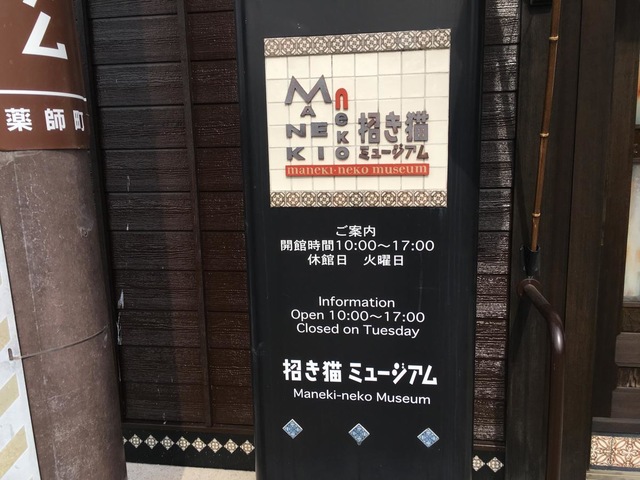 ム
薬師町
MANEKI
neko
招き猫
ミュージアム
maneki-neko museum
ご案内
開館時間10:00～17:00
休館日 火曜日
Information
Open 10:00～17:00
Closed on Tuesday
招き猫 ミュージアム
Maneki-neko Museum